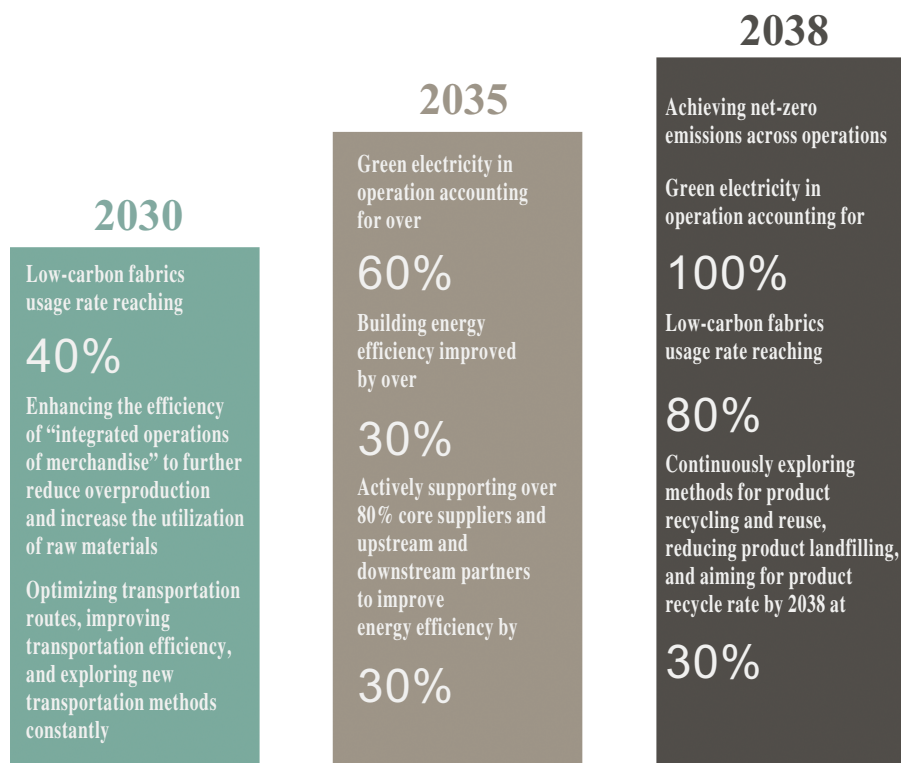 2030
Low-carbon fabrics
usage rate reaching
40%
Enhancing the efficiency
of “integrated operations
of merchandise” to further
reduce overproduction
and increase the utilization
of raw materials
Optimizing transportation
routes, improving
transportation efficiency,
and exploring new
transportation methods
constantly
2035
Green electricity in
operation accounting
for over
60%
Building energy
efficiency improved
by over
30%
Actively supporting over
80% core suppliers and
upstream and
downstream partners
to improve
energy efficiency by
30%
2038
Achieving net-zero
emissions across operations
Green electricity in
operation accounting for
100%
Low-carbon fabrics
usage rate reaching
80%
Continuously exploring
methods for product
recycling and reuse,
reducing product landfilling,
and aiming for product
recycle rate by 2038 at
30%